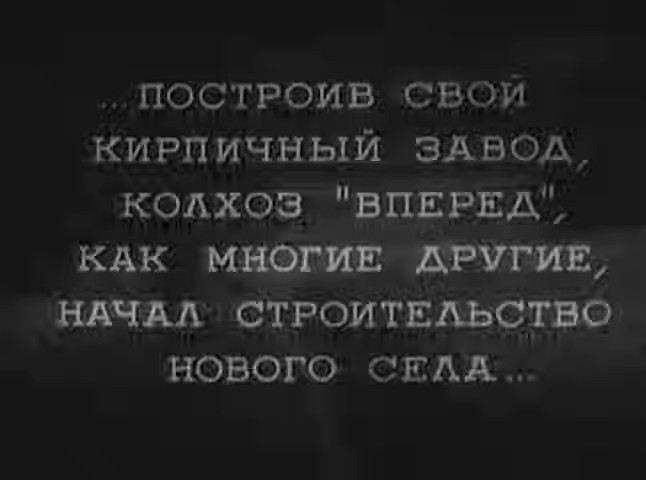 ...ПОСТРОИВ СВОЙ
КИРПИЧНЫЙ ЗАВОД,
КОЛХОЗ "ВПЕРЕД",
КАК МНОГИЕ ДРУГИЕ,
НАЧАЛ СТРОИТЕЛЬСТВО
НОВОГО СЕЛА...